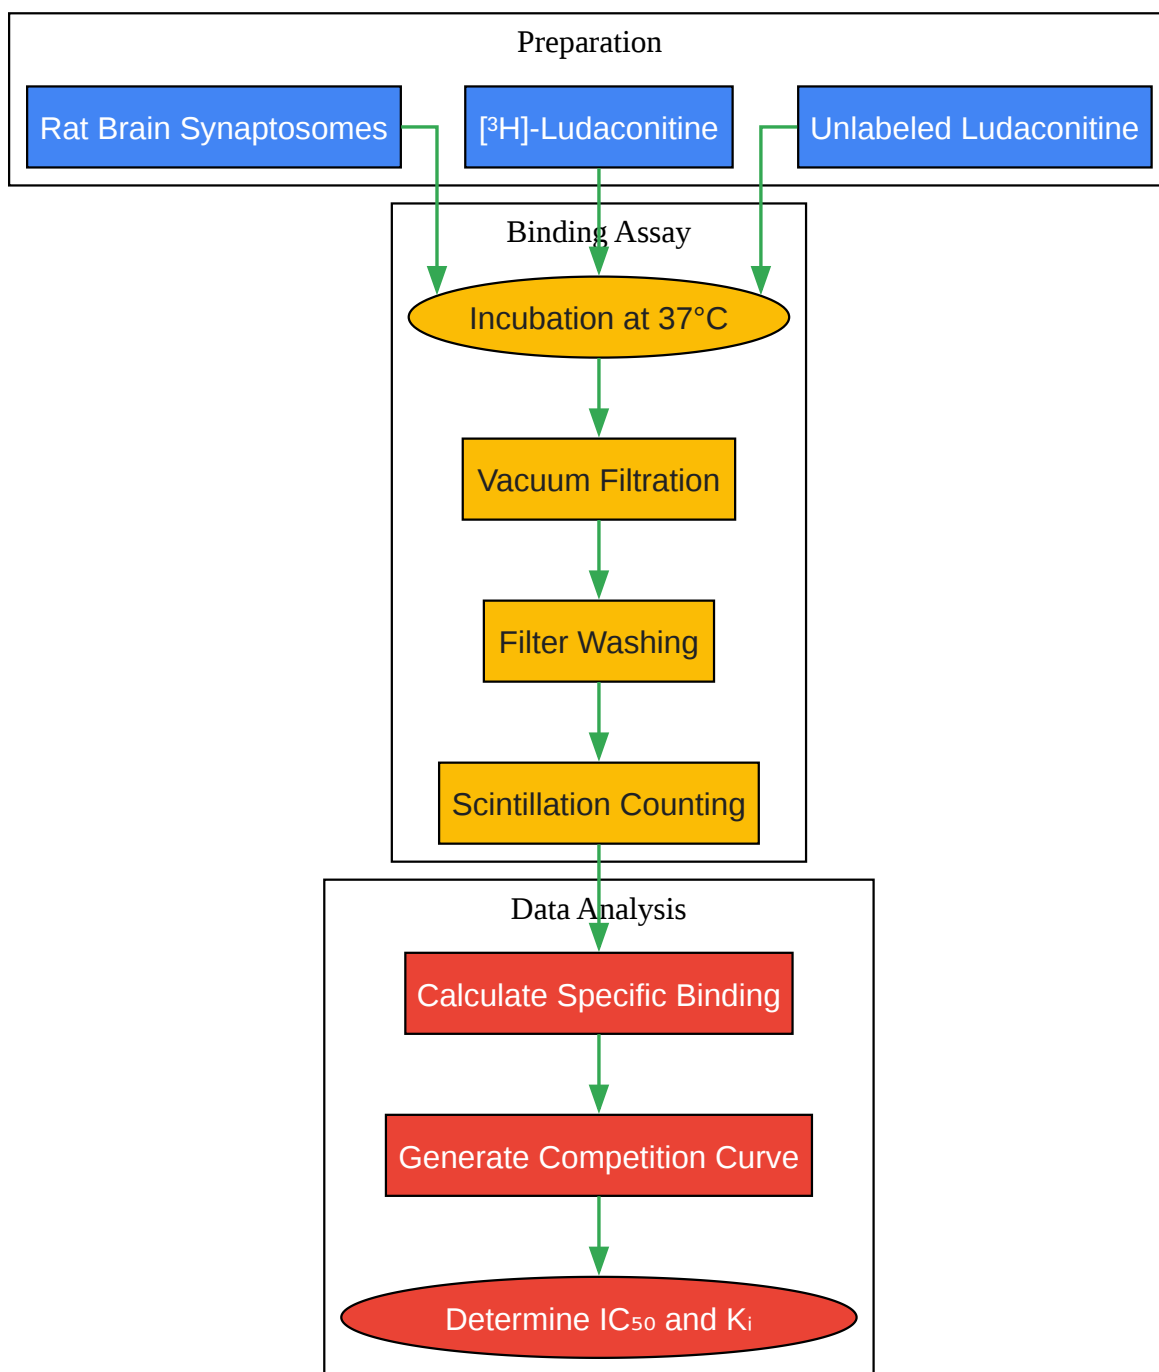 Preparation
Rat Brain Synaptosomes
[³H]-Ludaconitine
Unlabeled Ludaconitine
Binding Assay
Incubation at 37°C
Vacuum Filtration
Filter Washing
Scintillation Counting
Data Analysis
Calculate Specific Binding
Generate Competition Curve
Determine IC₅₀ and Kᵢ